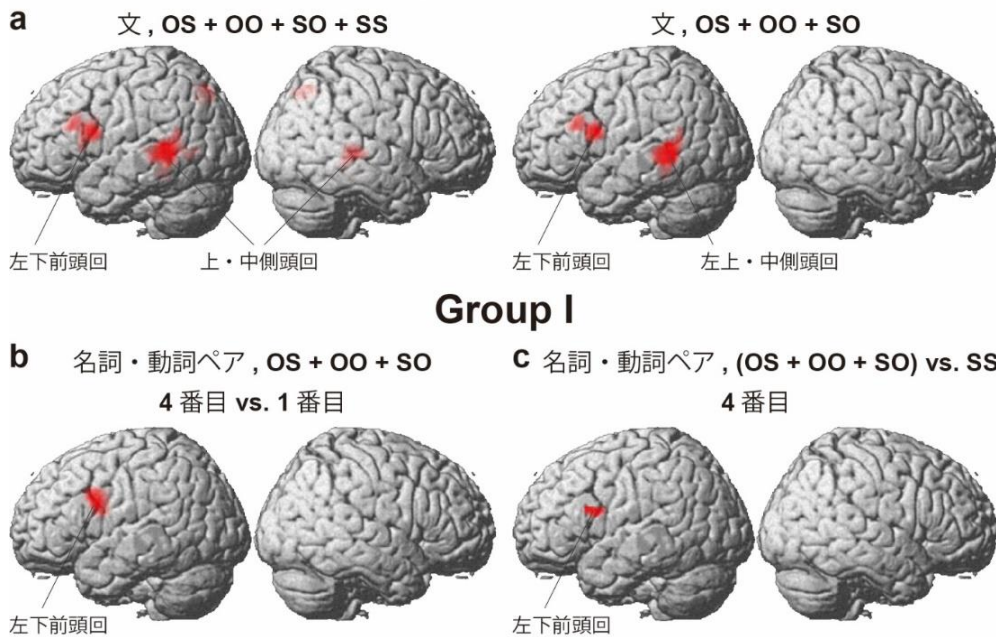 a
文 , OS + OO + SO + SS
文 , OS + OO + SO
左下前頭回
上・中側頭回
左下前頭回
左上・中側頭回
Group I
b
名詞・動詞ペア , OS + OO + SO
4 番目 vs. 1 番目
c
名詞・動詞ペア , (OS + OO + SO) vs. SS
4 番目
左下前頭回
左下前頭回